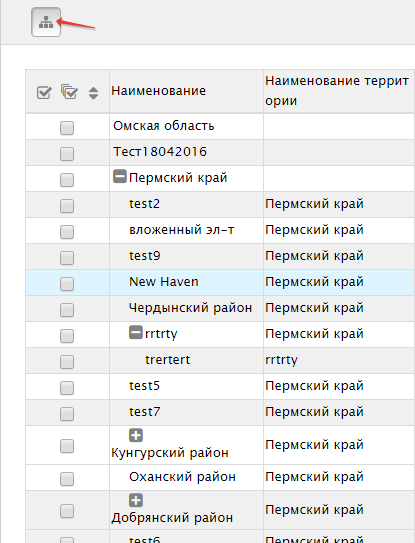 Наименование
Наименование террит
ории
Омская область
Тест18042016
Пермский край
test2 Пермский край
вложенный эл-т Пермский край
test9 Пермский край
New Haven Пермский край
Чердынский район Пермский край
rrtrty Пермский край
trertert rrtrty
test5 Пермский край
test7 Пермский край
Кунгурский район Пермский край
Оханский район Пермский край
Добрянский район Пермский край
test6 Пермский край